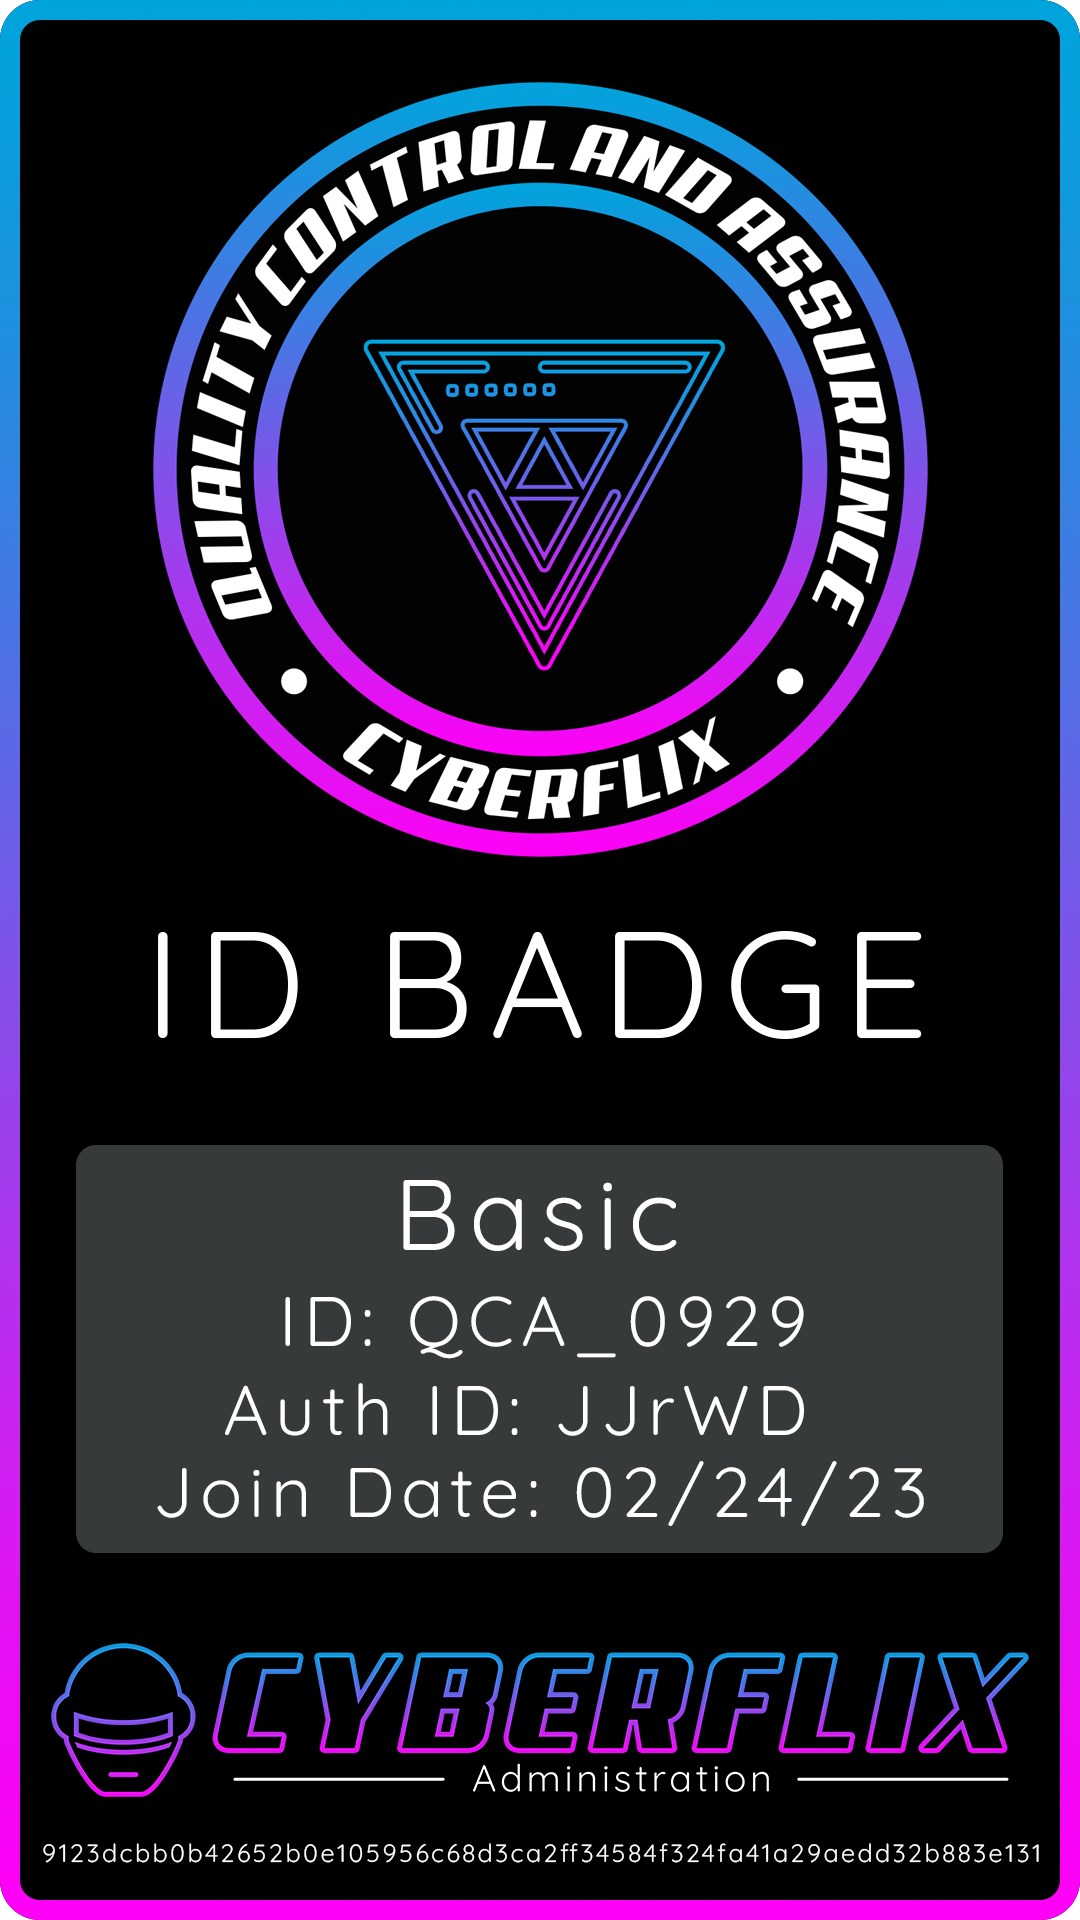 QUALITY CONTROL AND ASSURANCE
CYBERFLIX
ID BADGE
Basic
ID: QCA_0929
Auth ID: JJrWD
Join Date: 02/24/23
CYBERFLIX
Administration
9123dcbb0b42652b0e105956c68d3ca2ff34584f324fa41a29aedd32b883e131